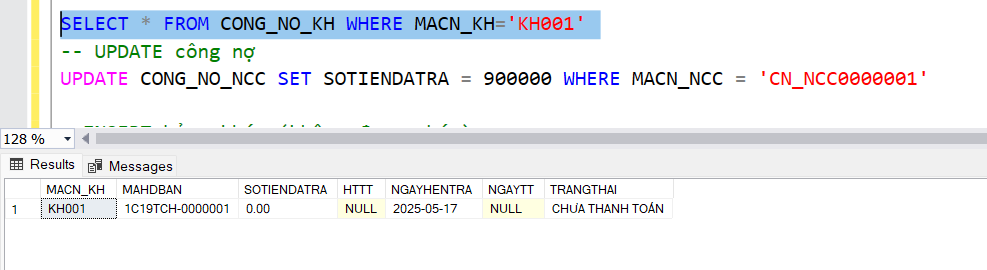 SELECT * FROM CONG_NO_KH WHERE MACN_KH='KH001'
-- UPDATE công nợ
UPDATE CONG_NO_NCC SET SOTIENDATRA = 900000 WHERE MACN_NCC = 'CN_NCC0000001'
128 %
Results Messages
MACN_KH MAHDBAN SOTIENDATRA HTTT NGAYHENTRA NGAYTT TRANGTHAI
1 KH001 1C19TCH-0000001 0.00 NULL 2025-05-17 NULL CHƯA THANH TOÁN